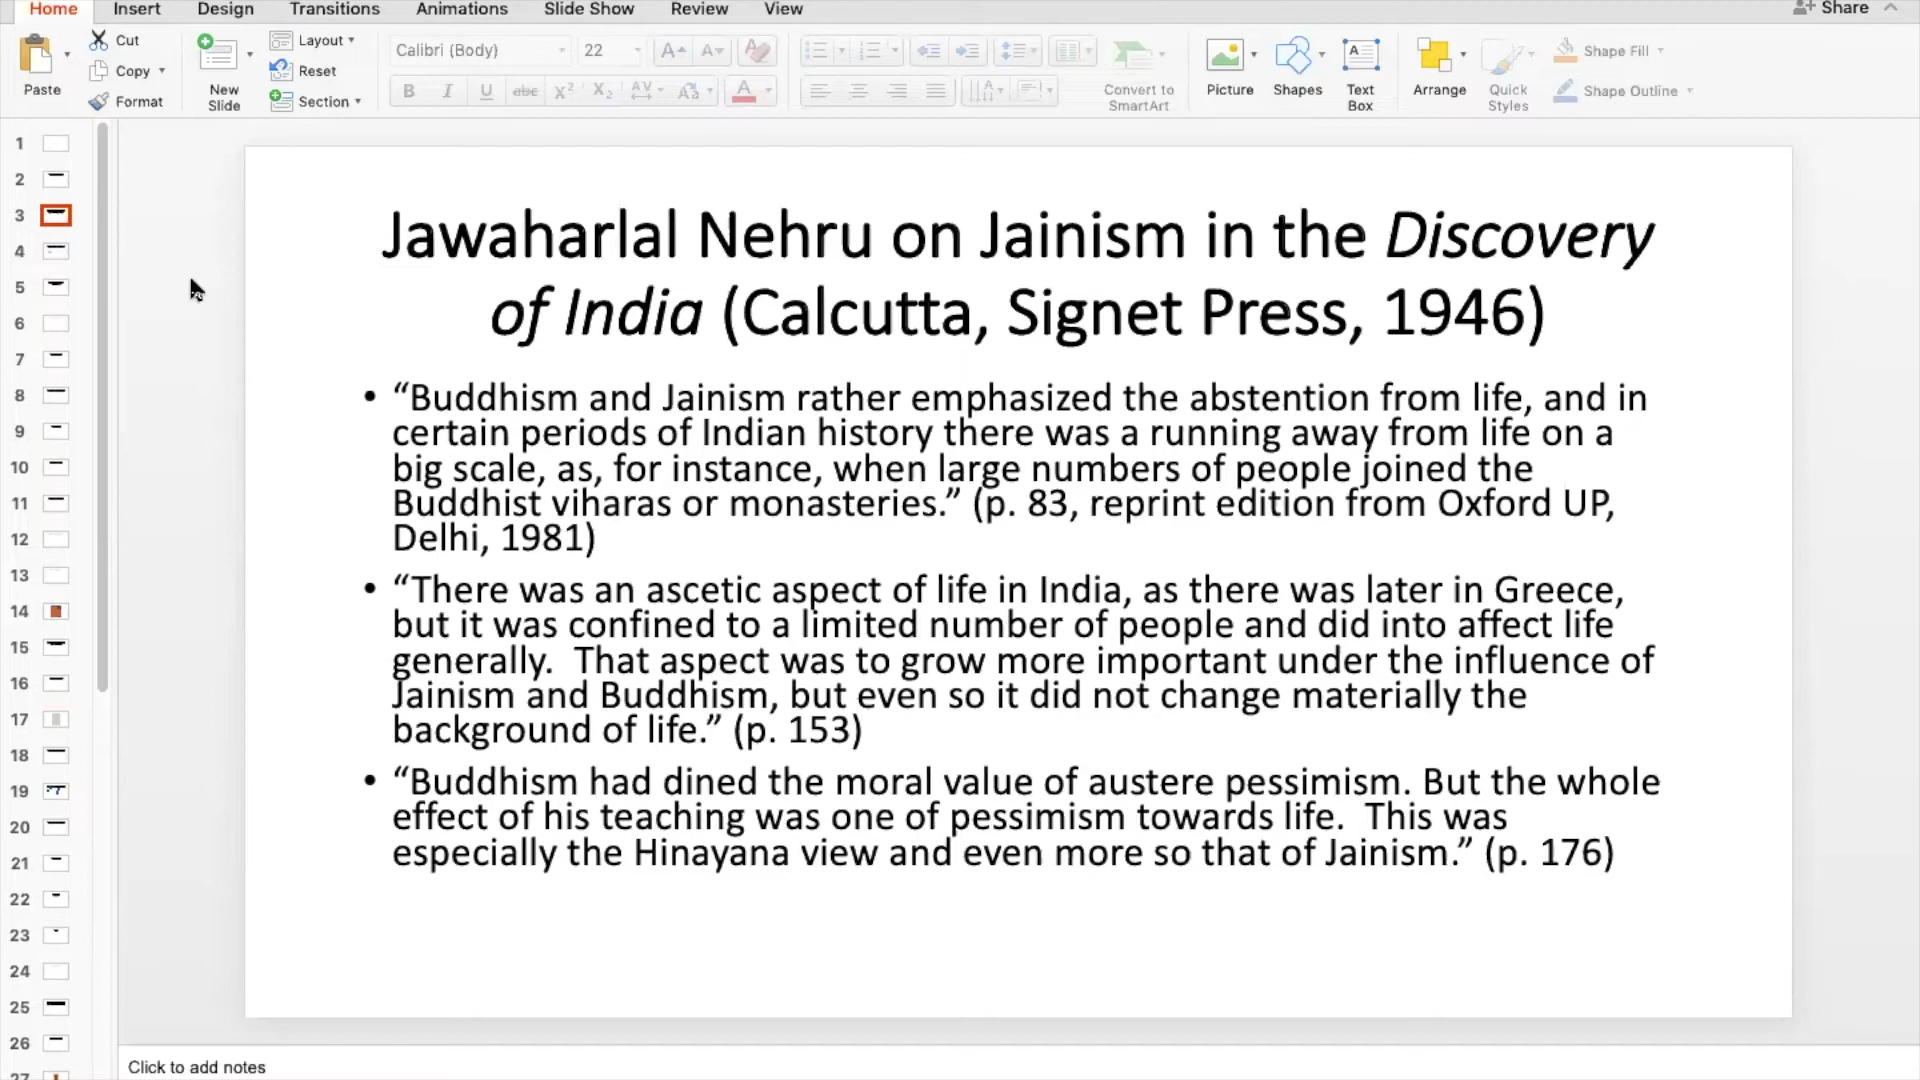 Home Insert Design Transitions Animations Slide Show Review View Share
Paste Cut Copy Format
New Slide Layout Reset Section
Calibri (Body) 22
Convert to SmartArt
Picture Shapes Text Box Arrange Quick Styles Shape Fill Shape Outline
1
2
3
4
5
6
7
8
9
10
11
12
13
14
15
16
17
18
19
20
21
22
23
24
25
26
27
Jawaharlal Nehru on Jainism in the Discovery
of India (Calcutta, Signet Press, 1946)
• “Buddhism and Jainism rather emphasized the abstention from life, and in
certain periods of Indian history there was a running away from life on a
big scale, as, for instance, when large numbers of people joined the
Buddhist viharas or monasteries.” (p. 83, reprint edition from Oxford UP,
Delhi, 1981)
• “There was an ascetic aspect of life in India, as there was later in Greece,
but it was confined to a limited number of people and did into affect life
generally.  That aspect was to grow more important under the influence of
Jainism and Buddhism, but even so it did not change materially the
background of life.” (p. 153)
• “Buddhism had dined the moral value of austere pessimism. But the whole
effect of his teaching was one of pessimism towards life.  This was
especially the Hinayana view and even more so that of Jainism.” (p. 176)
Click to add notes